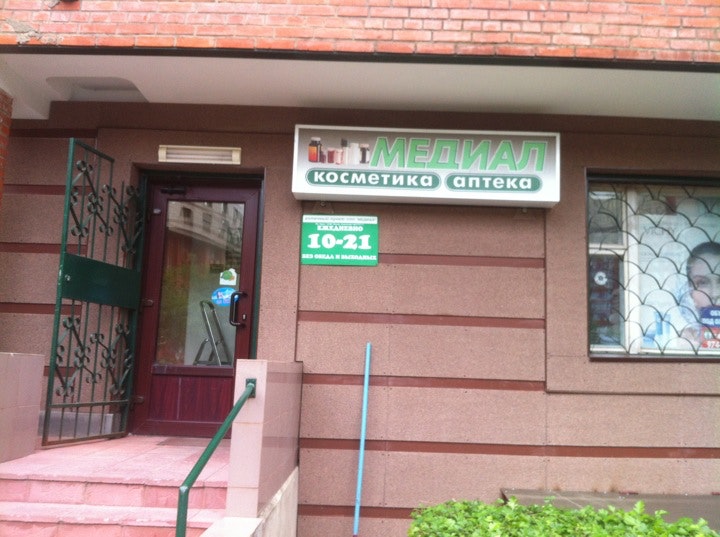 МЕДИАЛ
косметика аптека
ЕЖЕДНЕВНО
10-21
БЕЗ ОБЕДА И ВЫХОДНЫХ